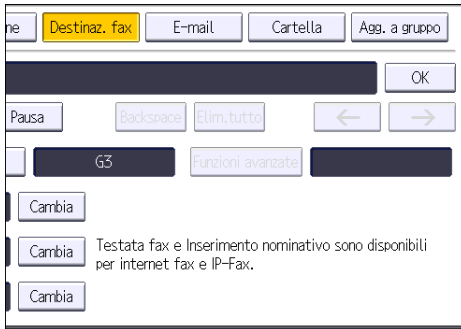 ne Destinaz. fax E-mail Cartella Agg. a gruppo
OK
Pausa Backspace Elim.tutto ← →
G3 Funzioni avanzate
Cambia
Cambia Testata fax e Inserimento nominativo sono disponibili
per internet fax e IP-Fax.
Cambia